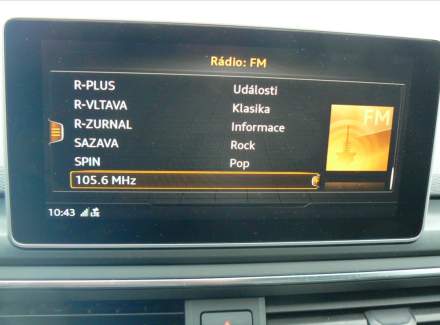 Rádio: FM
R-PLUS Události
R-VLTAVA Klasika
R-ZURNAL Informace
SAZAVA Rock
SPIN Pop
105.6 MHz
FM
10:43